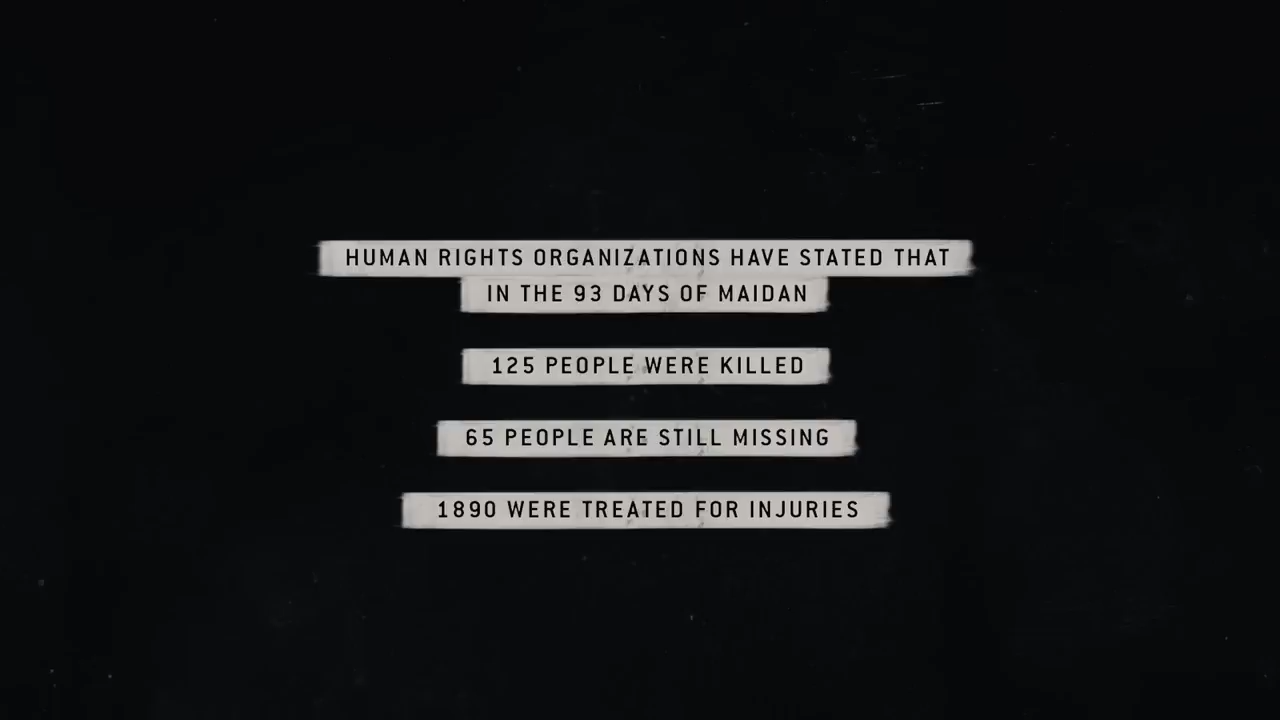 HUMAN RIGHTS ORGANIZATIONS HAVE STATED THAT
IN THE 93 DAYS OF MAIDAN
125 PEOPLE WERE KILLED
65 PEOPLE ARE STILL MISSING
1890 WERE TREATED FOR INJURIES